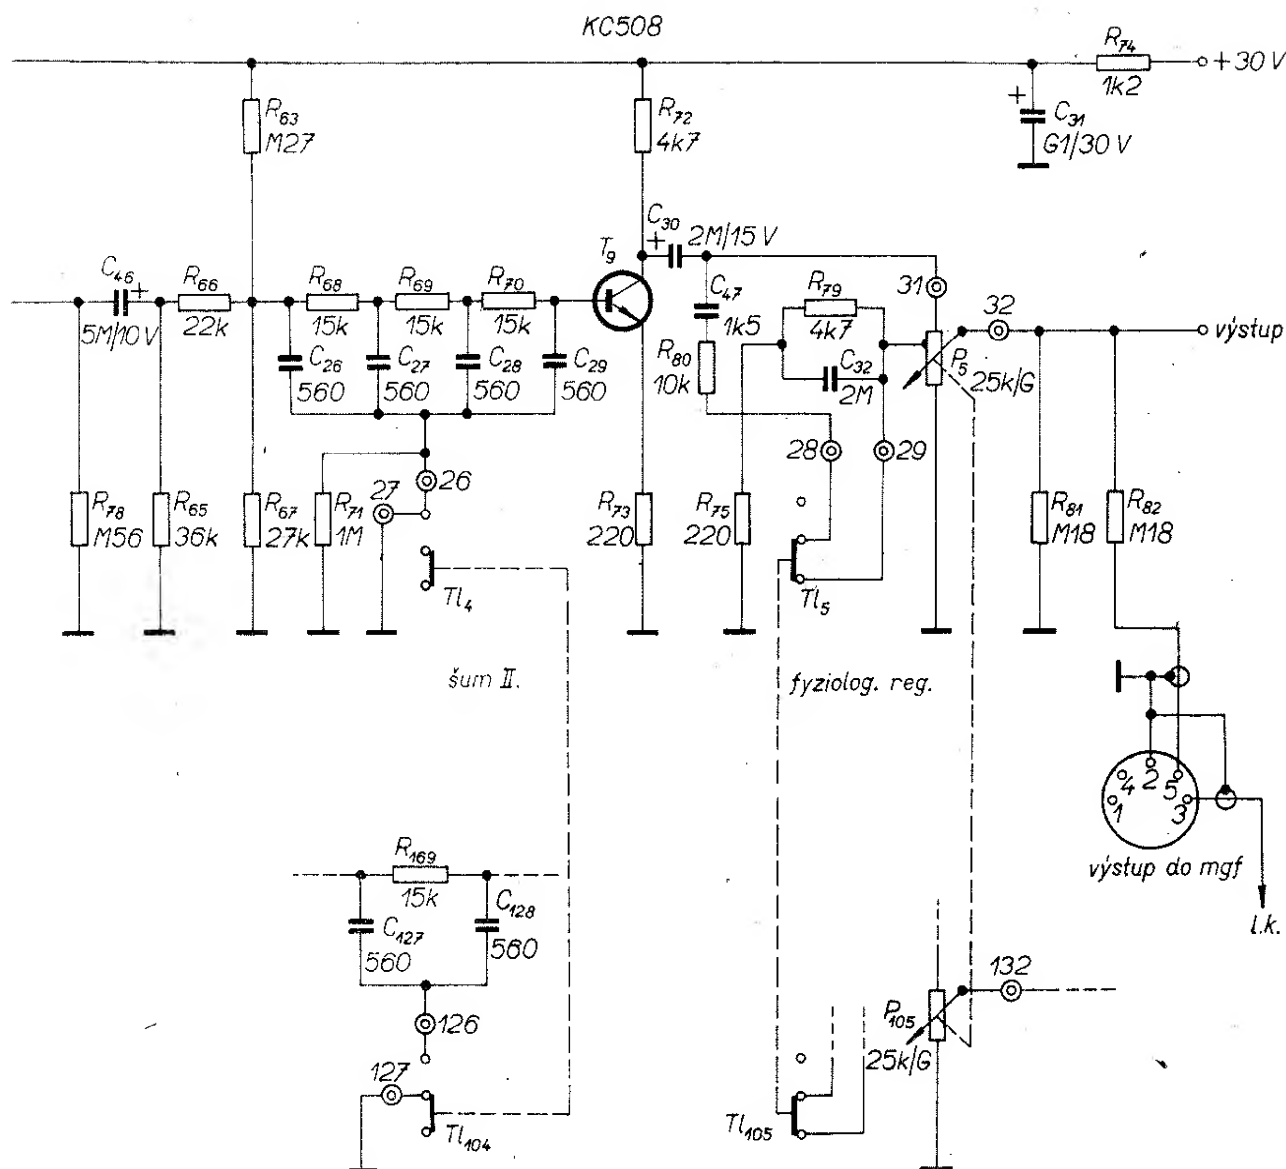 KC508
R74
1k2
+30 V
R63
M27
R72
4k7
+
C31
G1/30 V
C46
+
5M/10 V
R66
22k
R68
15k
R69
15k
R70
15k
T9
+
C30
2M/15 V
C47
1k5
R79
4k7
31
32
výstup
C26
560
C27
560
C28
560
C29
560
R80
10k
C32
2M
P5
25k/G
28
29
R78
M56
R65
36k
R67
27k
R71
1M
27
26
R73
220
R75
220
R81
M18
R82
M18
Tl4
Tl5
šum II.
fyziolog. reg.
4
2
5
1
3
výstup do mgf
l.k.
R169
15k
C127
560
C128
560
126
127
Tl104
Tl105
P105
25k/G
132